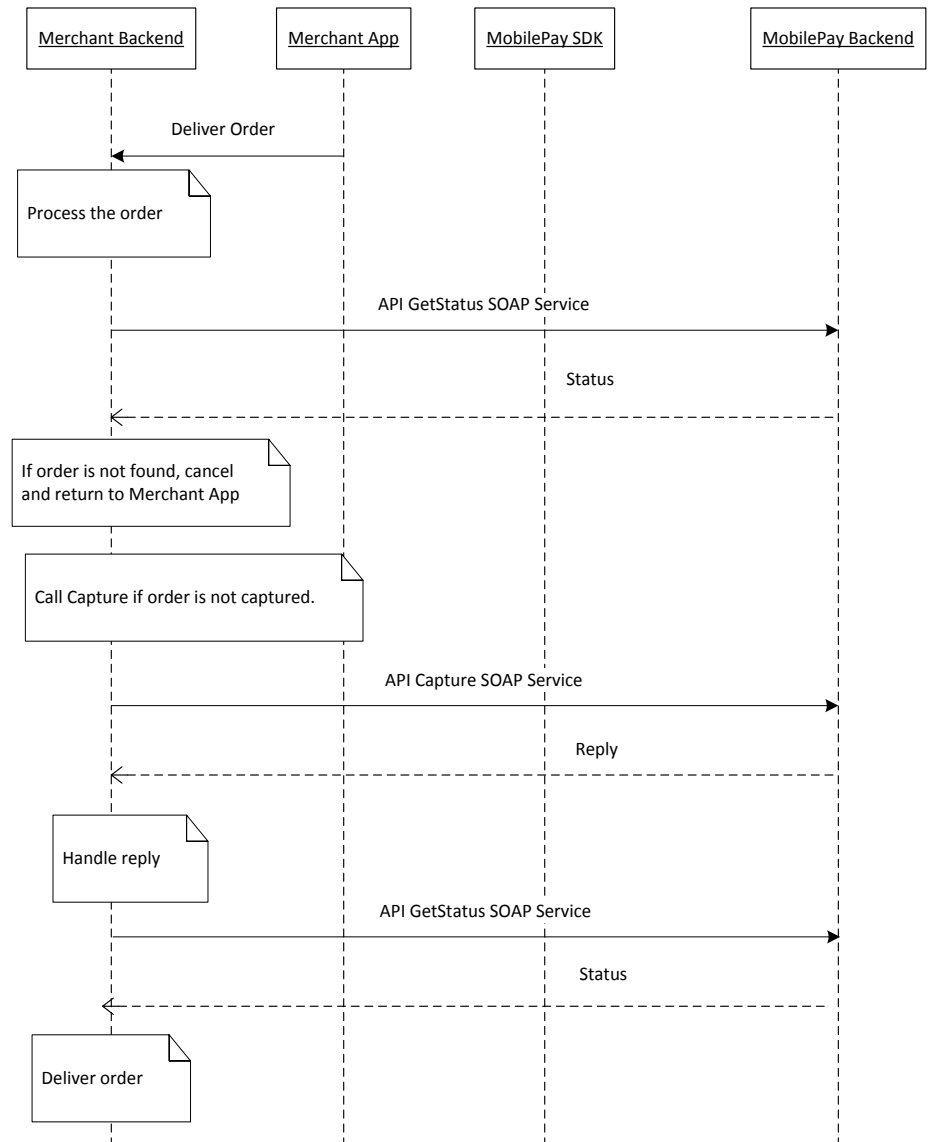 Merchant Backend
Merchant App
MobilePay SDK
MobilePay Backend
Deliver Order
Process the order
API GetStatus SOAP Service
Status
If order is not found, cancel
and return to Merchant App
Call Capture if order is not captured.
API Capture SOAP Service
Reply
Handle reply
API GetStatus SOAP Service
Status
Deliver order